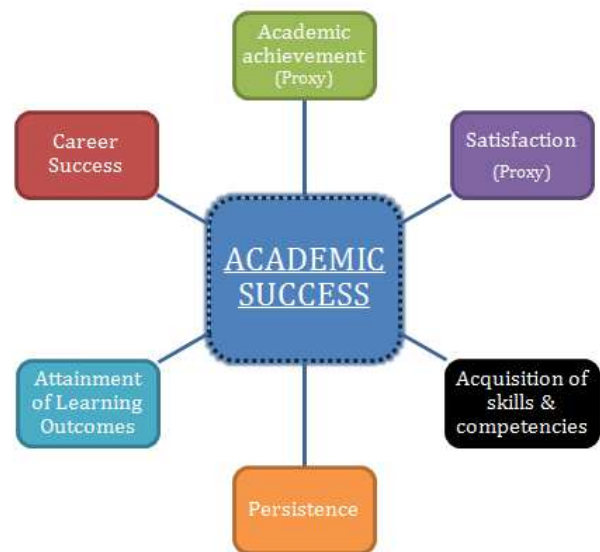 Academic
achievement
(Proxy)
Career
Success
Satisfaction
(Proxy)
ACADEMIC
SUCCESS
Attainment
of Learning
Outcomes
Acquisition of
skills &
competencies
Persistence